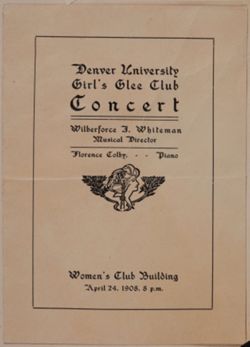 Denver University
Girl's Glee Club
Concert
Wilberforce J. Whiteman
Musical Director
Florence Colby, - - Piano
Women's Club Building
April 24, 1908, 8 p.m.